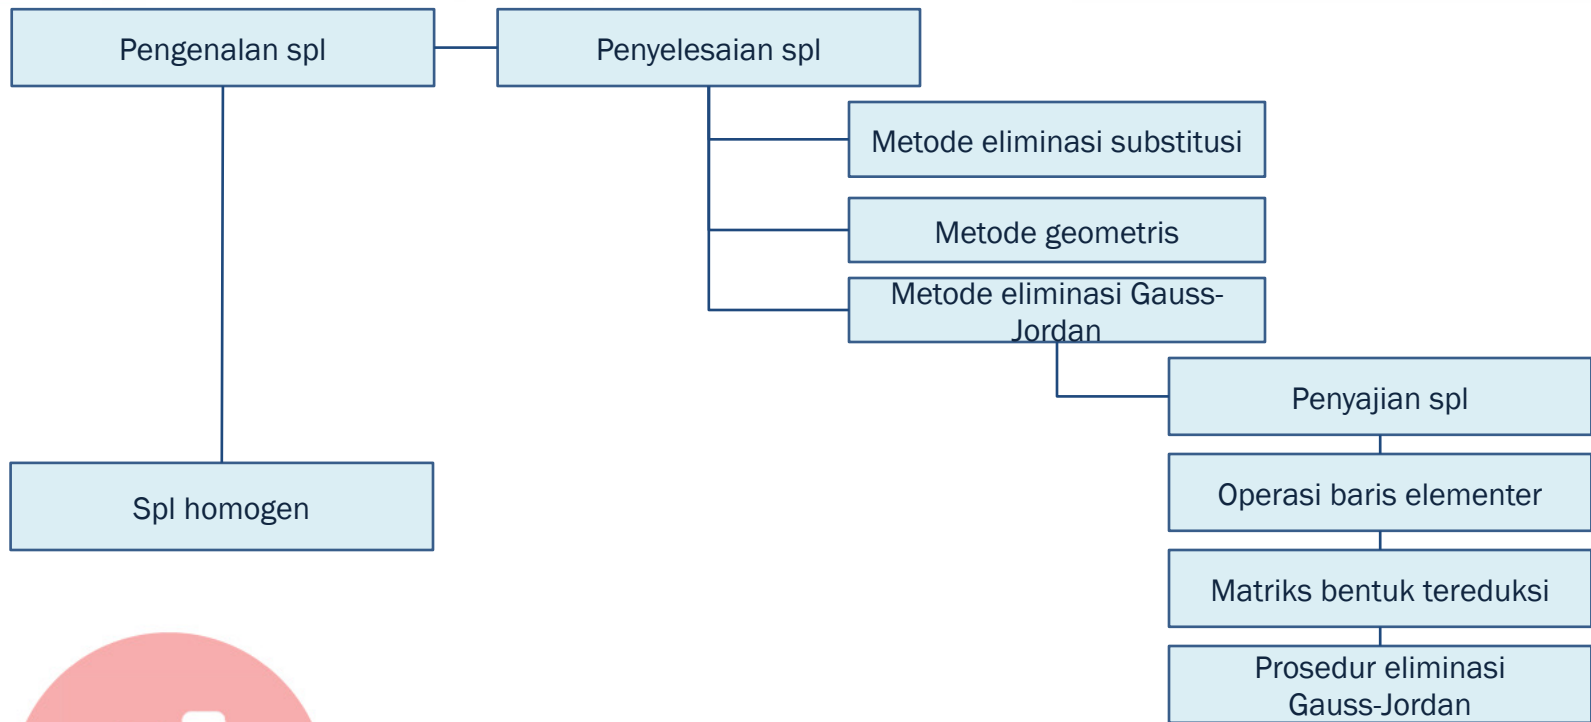 Pengenalan spl
Penyelesaian spl
Metode eliminasi substitusi
Metode geometris
Metode eliminasi Gauss-
Jordan
Penyajian spl
Spl homogen
Operasi baris elementer
Matriks bentuk tereduksi
Prosedur eliminasi
Gauss-Jordan